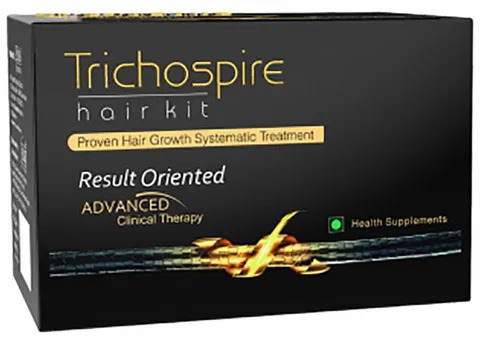 Trichospire
hair kit
Proven Hair Growth Systematic Treatment
Result Oriented
ADVANCED
Clinical Therapy
Health Supplements